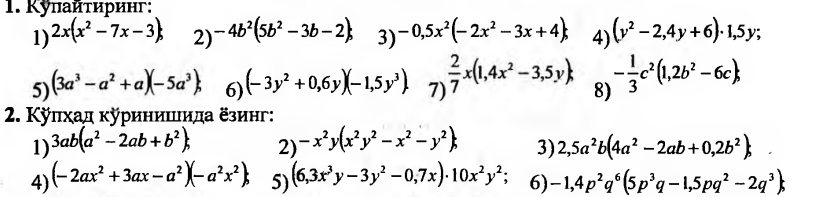 1. Кўпайтиринг:
1) 2x(x² − 7x − 3); 2) −4b²(5b² − 3b − 2); 3) −0,5x²(−2x² − 3x + 4); 4) (y² − 2,4y + 6)·1,5y;
5) (3a³ − a² + a)(−5a³); 6) (−3y² + 0,6y)(−1,5y³) 7) 2/7 x(1,4x² − 3,5y); 8) −1/3 c²(1,2b² − 6c);
2. Кўпҳад кўринишида ёзинг:
1) 3ab(a² − 2ab + b²); 2) −x²y(x²y² − x² − y²); 3) 2,5a²b(4a² − 2ab + 0,2b²);
4) (−2ax² + 3ax − a²)(−a²x²); 5) (6,3x³y − 3y² − 0,7x)·10x²y²; 6) −1,4p²q⁶(5p³q − 1,5pq² − 2q³);